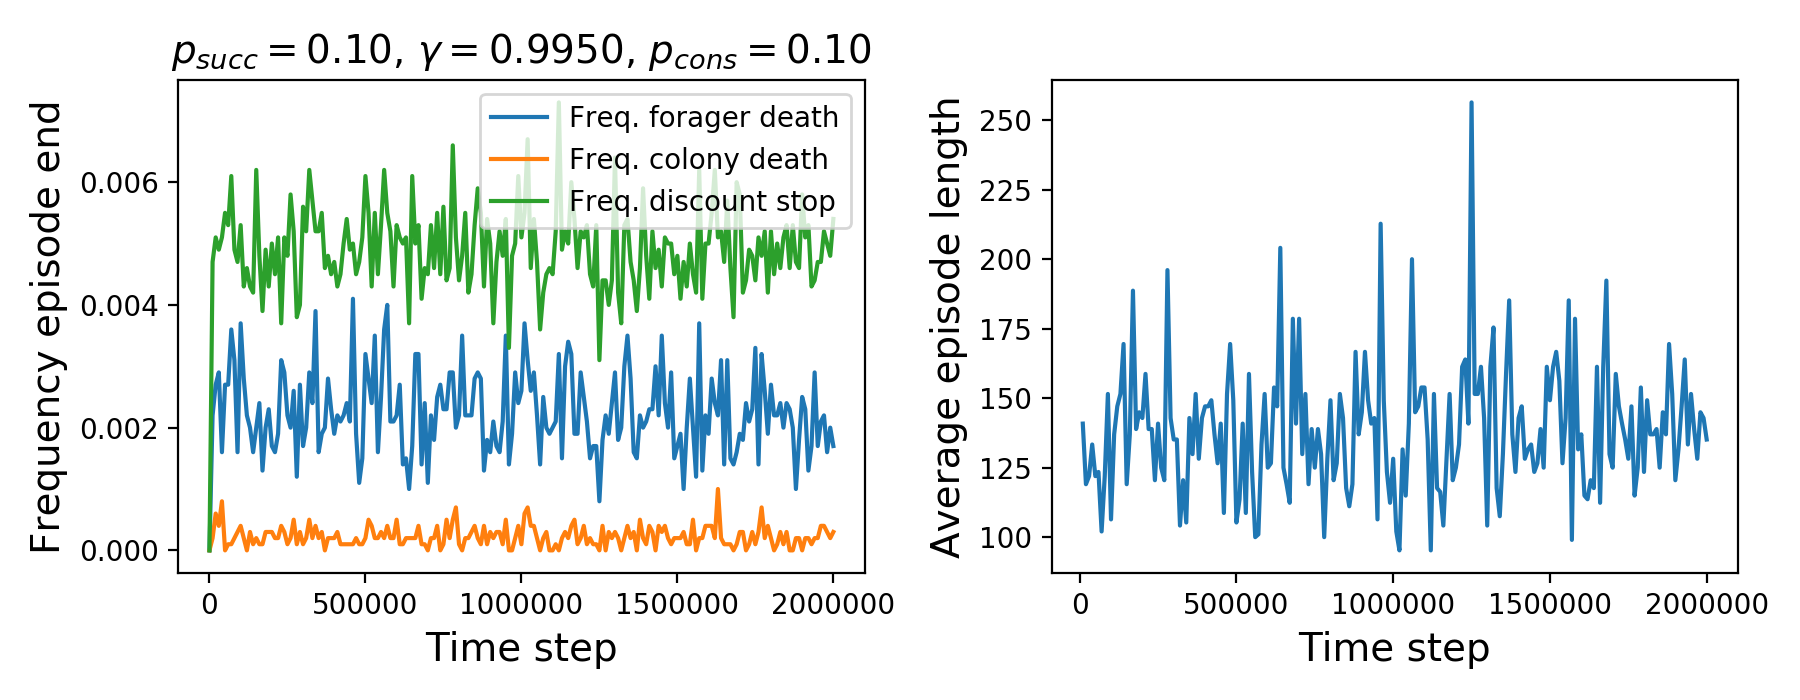 p_succ = 0.10, γ = 0.9950, p_cons = 0.10
Frequency episode end
0.006
0.004
0.002
0.000
Freq. forager death
Freq. colony death
Freq. discount stop
0 500000 1000000 1500000 2000000
Time step
Average episode length
250
225
200
175
150
125
100
0 500000 1000000 1500000 2000000
Time step